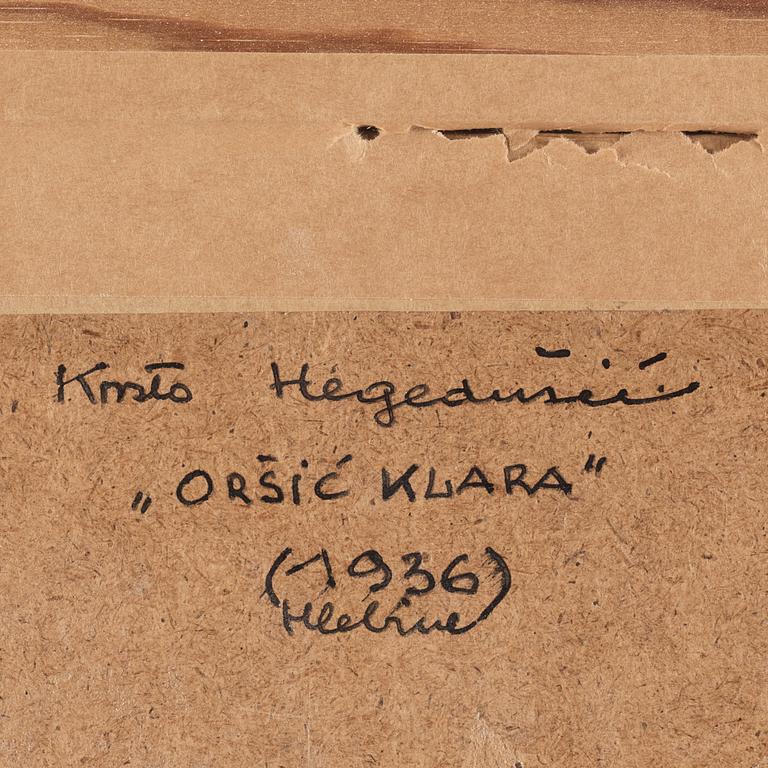 Krsto Hegedušić
„ORŠIĆ KLARA"
(1936
Hlebine)